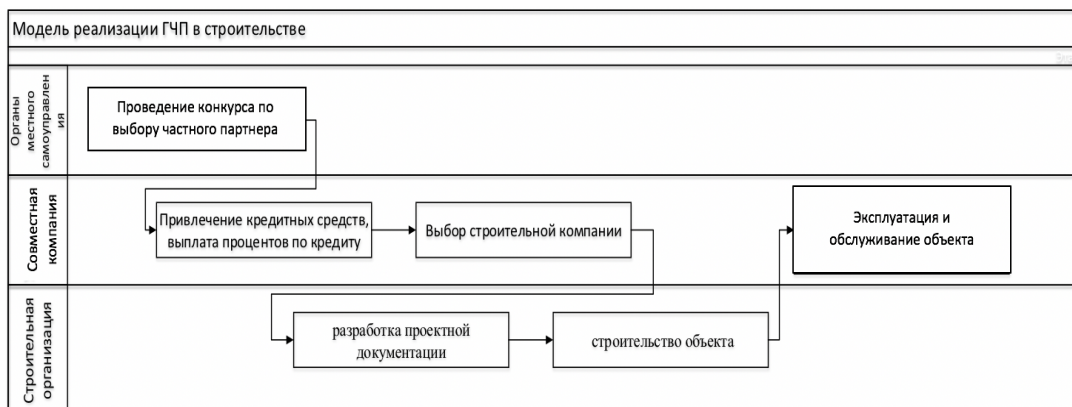 Модель реализации ГЧП в строительстве
Органы
местного
самоуправлен
ия
Проведение конкурса по
выбору частного партнера
Совместная
компания
Привлечение кредитных средств,
выплата процентов по кредиту
Выбор строительной компании
Эксплуатация и
обслуживание объекта
Строительная
организация
разработка проектной
документации
строительство объекта